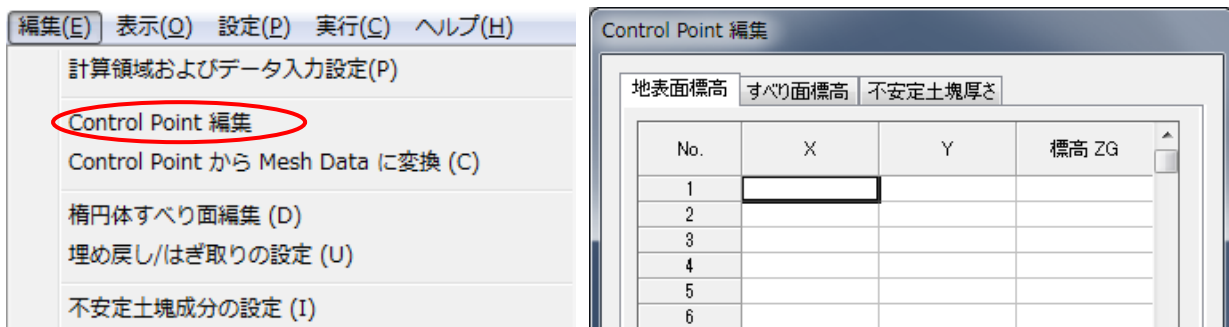 編集(E) 表示(O) 設定(P) 実行(C) ヘルプ(H)
計算領域およびデータ入力設定(P)
Control Point 編集
Control Point から Mesh Data に変換 (C)
楕円体すべり面編集 (D)
埋め戻し/はぎ取りの設定 (U)
不安定土塊成分の設定 (I)
Control Point 編集
地表面標高 すべり面標高 不安定土塊厚さ
No. X Y 標高 ZG
1
2
3
4
5
6